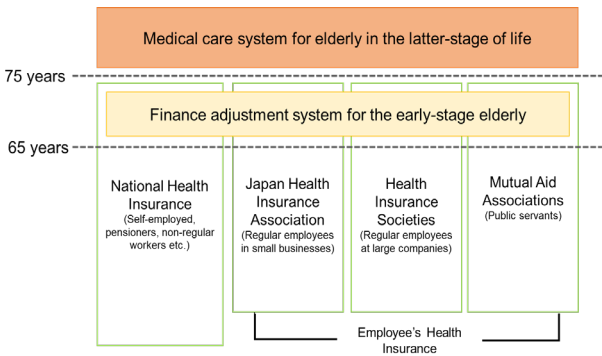 Medical care system for elderly in the latter-stage of life
75 years
Finance adjustment system for the early-stage elderly
65 years
National Health
Insurance
(Self-employed,
pensioners, non-regular
workers etc.)
Japan Health
Insurance
Association
(Regular employees
in small businesses)
Health
Insurance
Societies
(Regular employees
at large companies)
Mutual Aid
Associations
(Public servants)
Employee's Health
Insurance